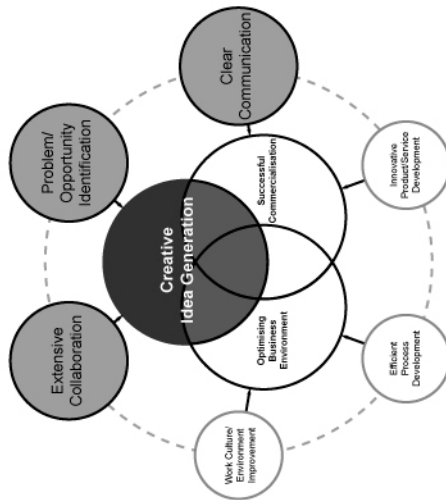 Extensive
Collaboration
Problem/
Opportunity
Identification
Clear
Communication
Creative
Idea Generation
Optimising
Business
Environment
Successful
Commercialisation
Work Culture/
Environment
Improvement
Efficient
Process
Development
Innovative
Product/Service
Development